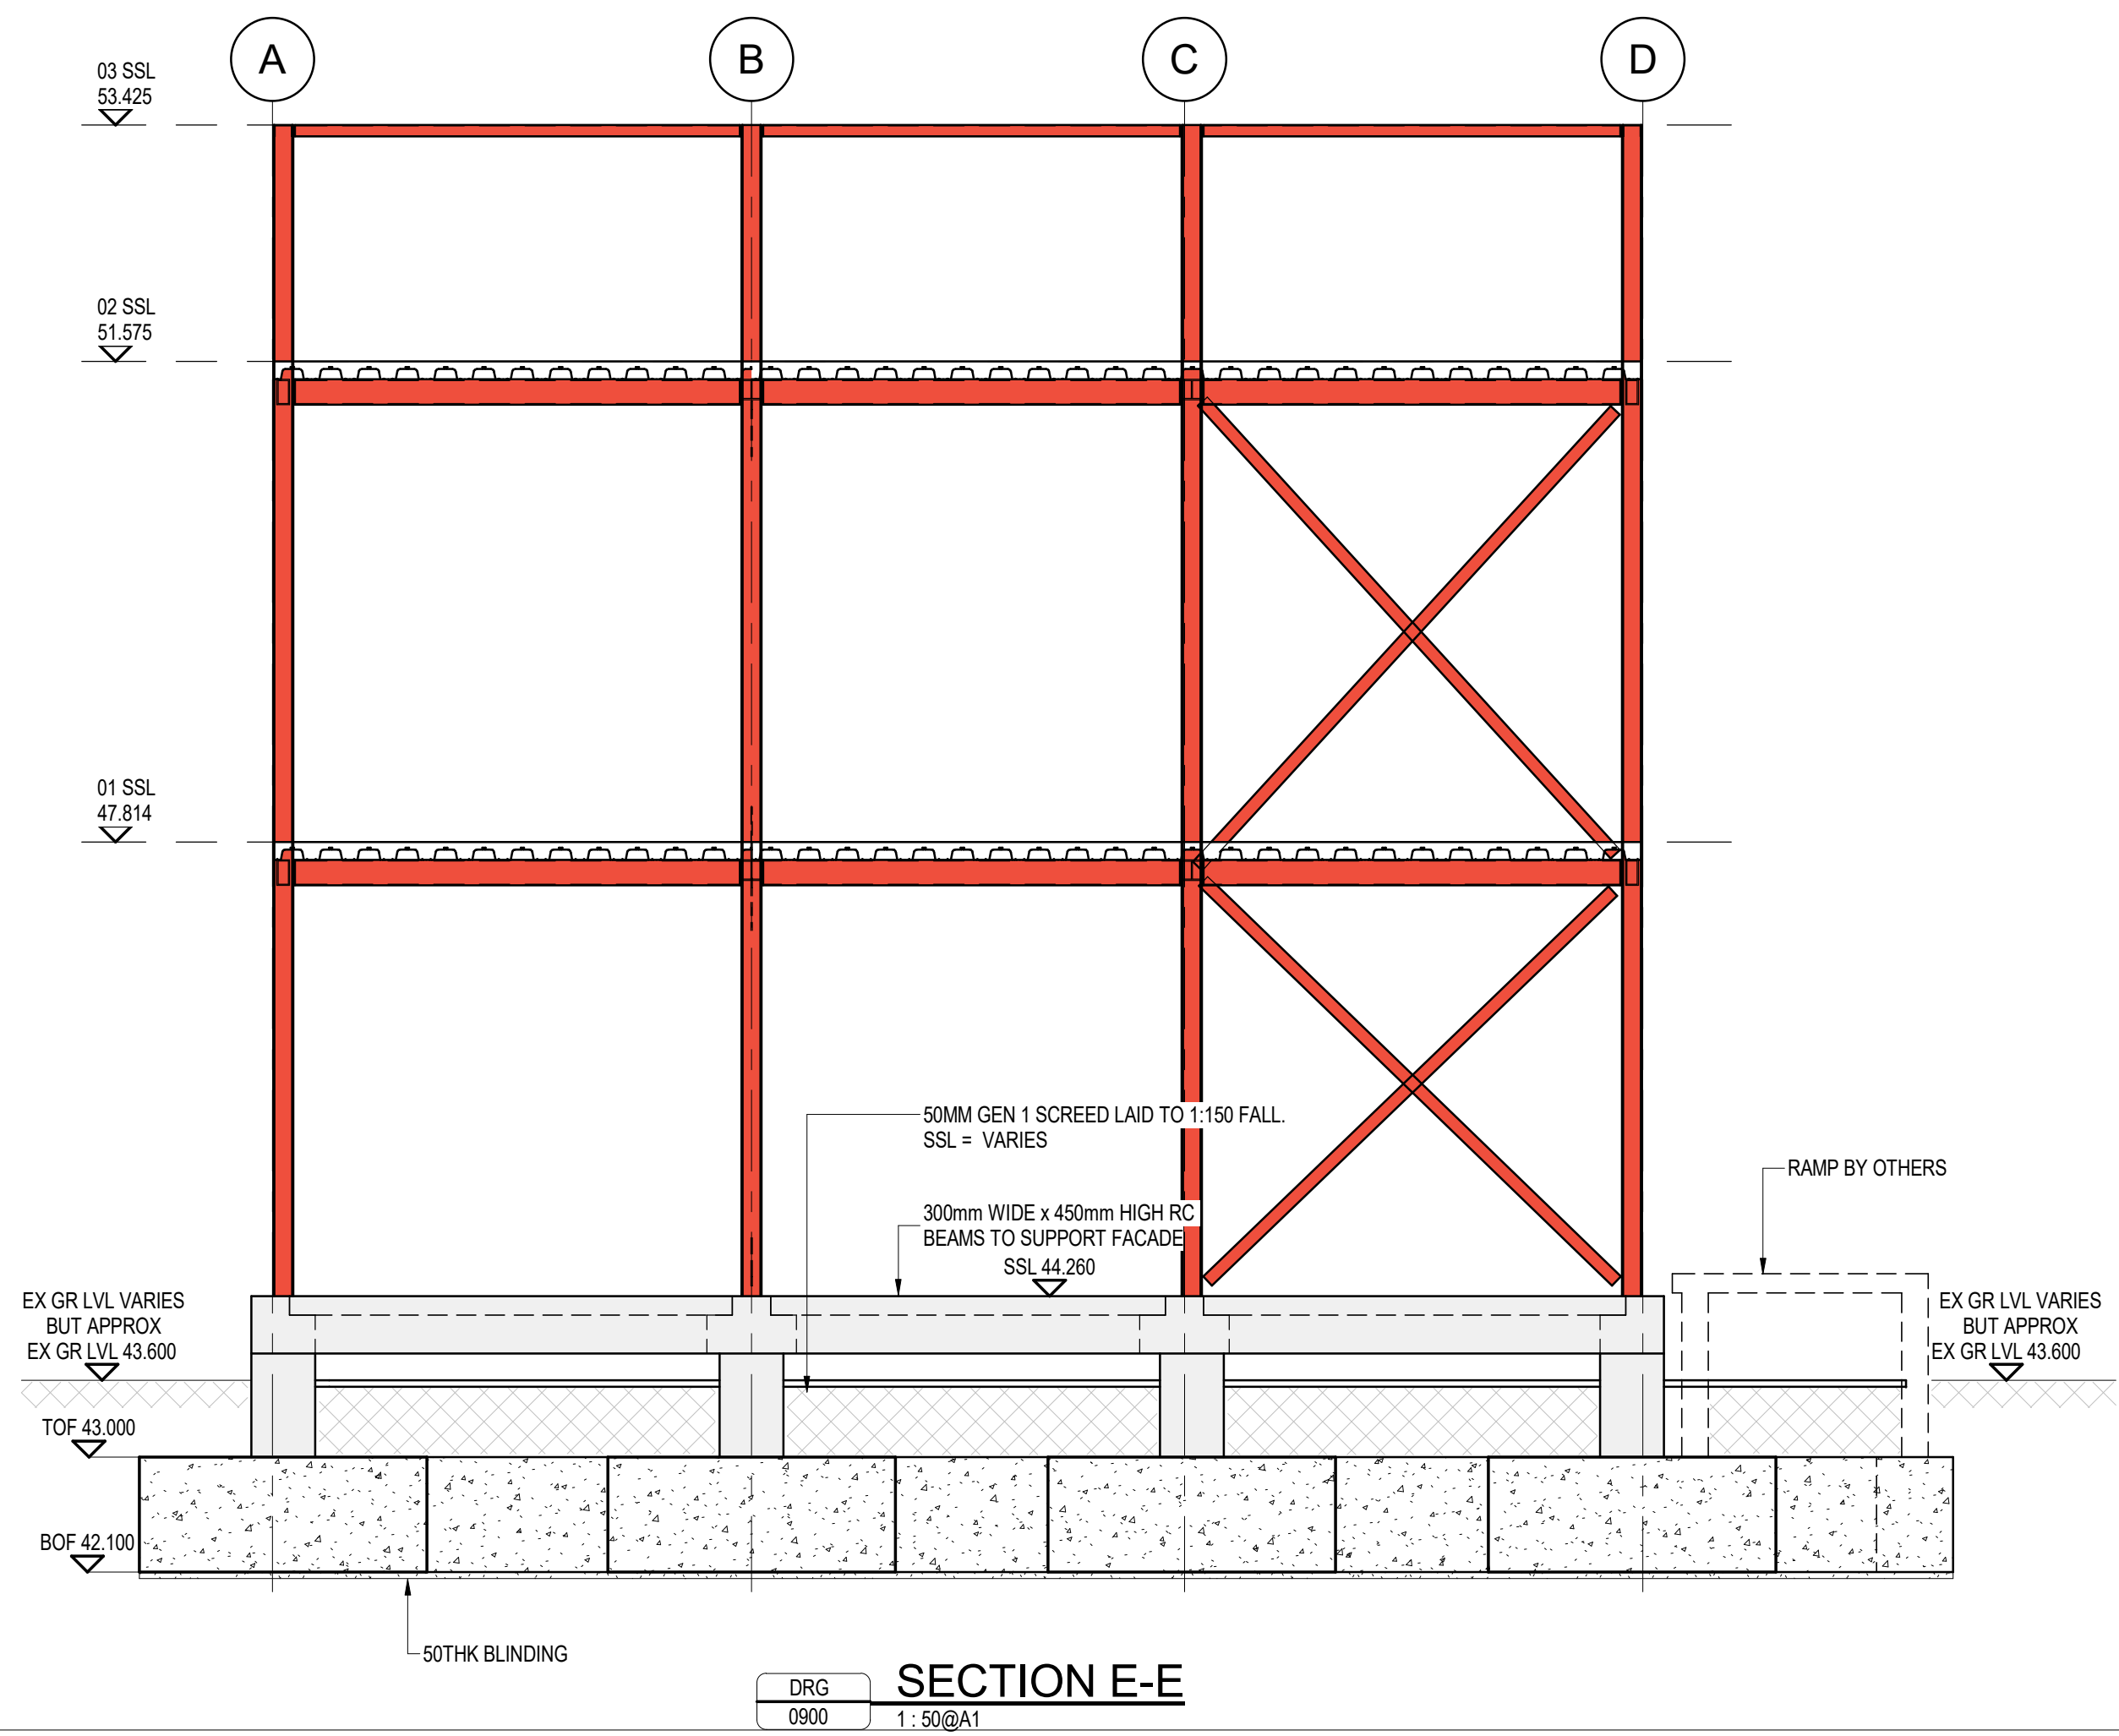 A
B
C
D
03 SSL
53.425
02 SSL
51.575
01 SSL
47.814
50MM GEN 1 SCREED LAID TO 1:150 FALL.
SSL = VARIES
RAMP BY OTHERS
300mm WIDE x 450mm HIGH RC
BEAMS TO SUPPORT FACADE
SSL 44.260
EX GR LVL VARIES
BUT APPROX
EX GR LVL 43.600
EX GR LVL VARIES
BUT APPROX
EX GR LVL 43.600
TOF 43.000
BOF 42.100
50THK BLINDING
DRG
0900
SECTION E-E
1 : 50@A1